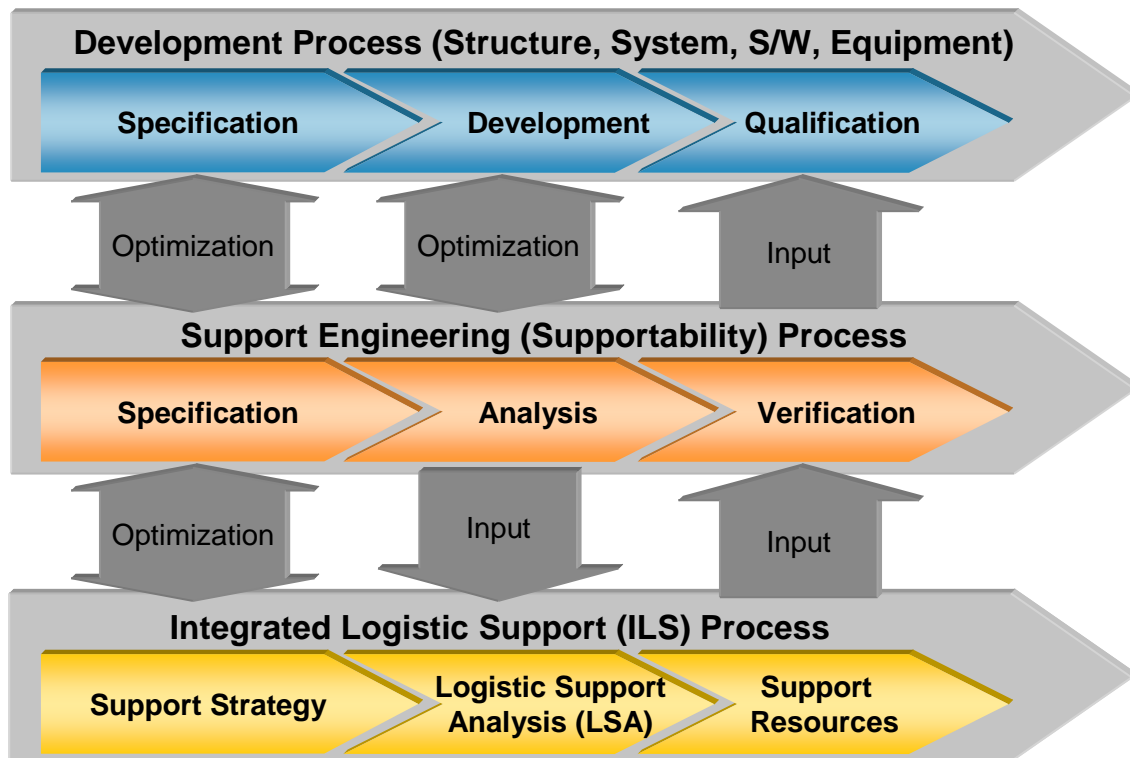 Development Process (Structure, System, S/W, Equipment)
Specification
Development
Qualification
Optimization
Optimization
Input
Support Engineering (Supportability) Process
Specification
Analysis
Verification
Optimization
Input
Input
Integrated Logistic Support (ILS) Process
Support Strategy
Logistic Support
Analysis (LSA)
Support
Resources